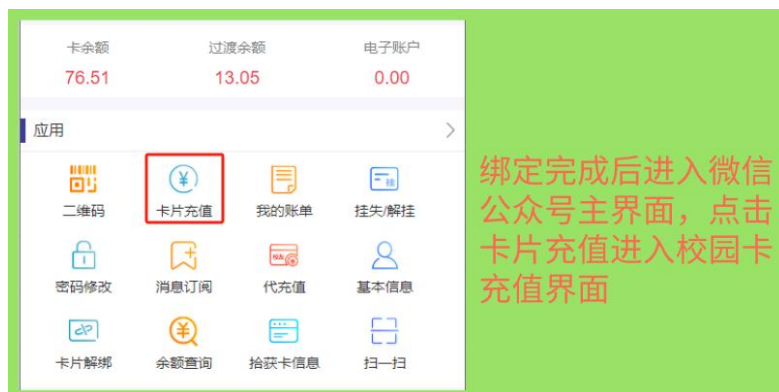 卡余额 过渡余额 电子账户
76.51 13.05 0.00
应用
二维码 卡片充值 我的账单 挂失/解挂
密码修改 消息订阅 代充值 基本信息
卡片解绑 余额查询 拾获卡信息 扫一扫
绑定完成后进入微信
公众号主界面，点击
卡片充值进入校园卡
充值界面